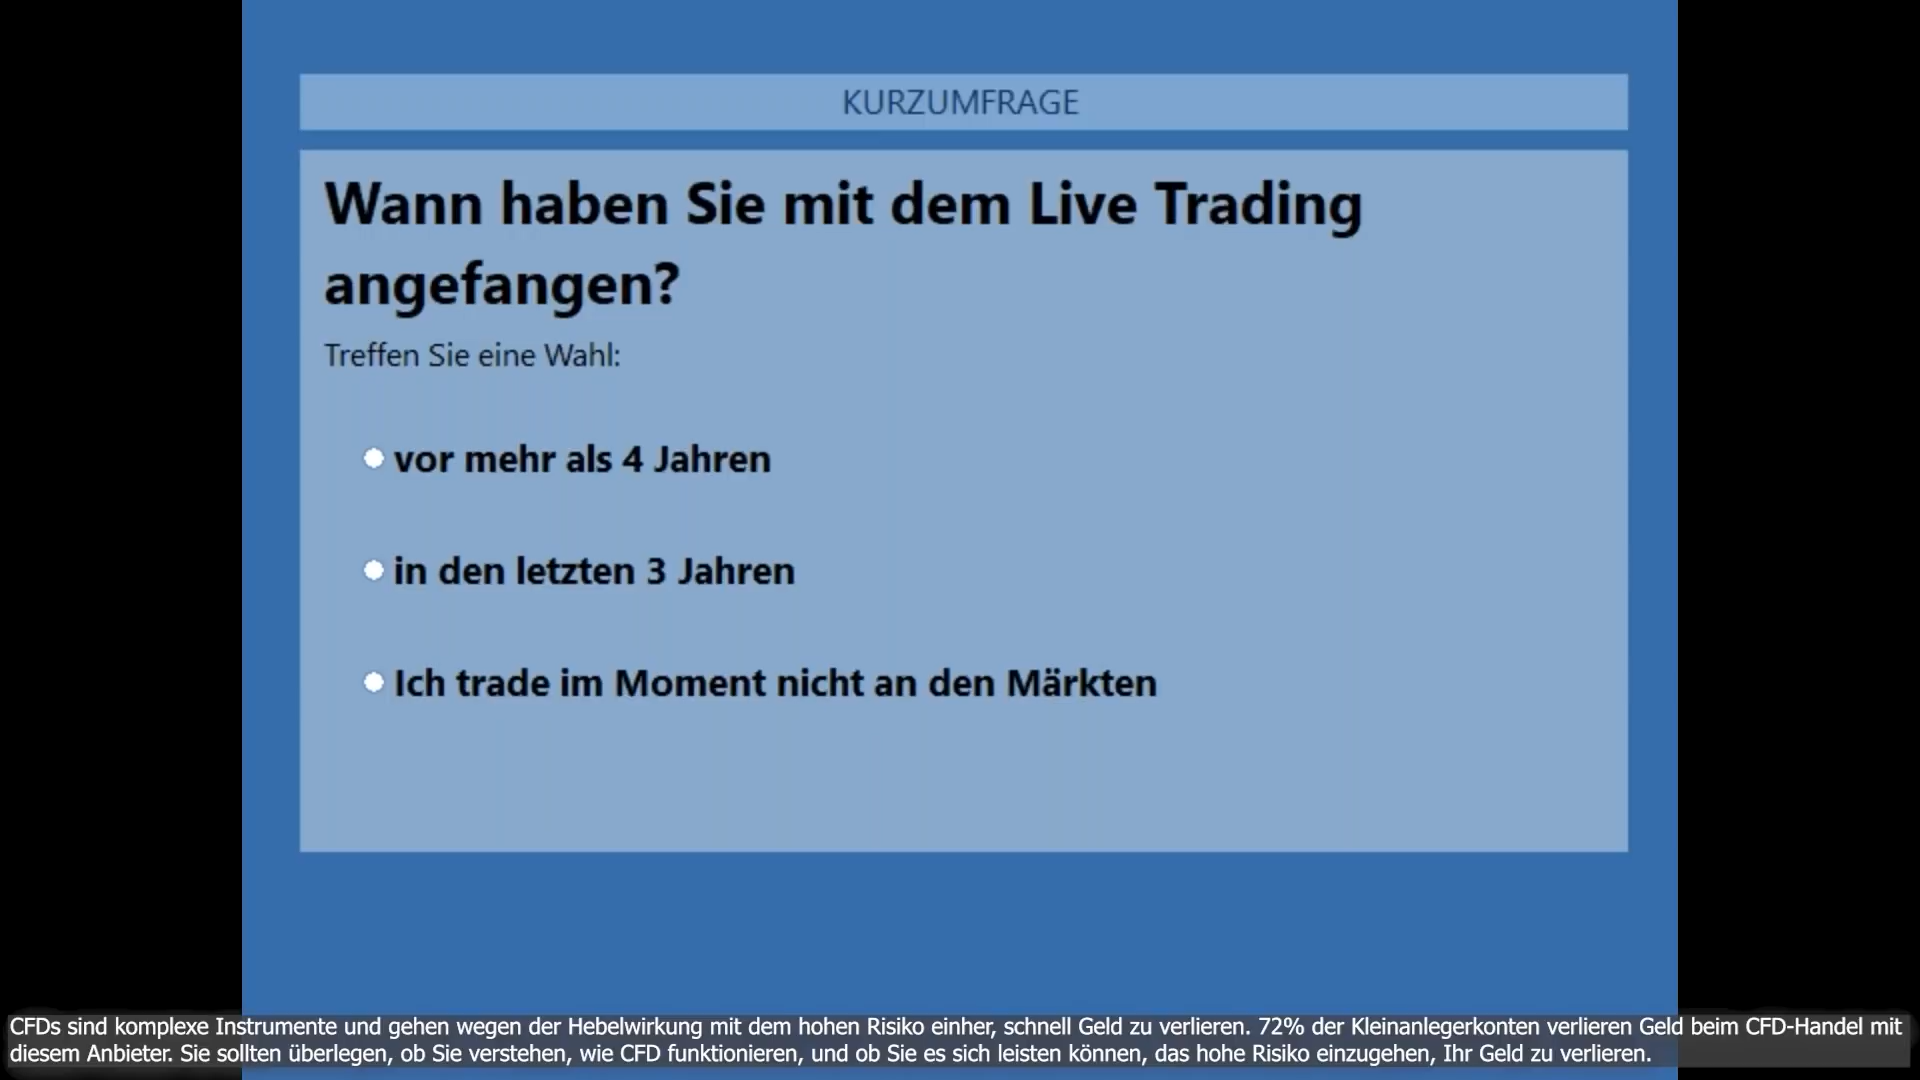 KURZUMFRAGE
Wann haben Sie mit dem Live Trading
angefangen?
Treffen Sie eine Wahl:
vor mehr als 4 Jahren
in den letzten 3 Jahren
Ich trade im Moment nicht an den Märkten
CFDs sind komplexe Instrumente und gehen wegen der Hebelwirkung mit dem hohen Risiko einher, schnell Geld zu verlieren. 72% der Kleinanlegerkonten verlieren Geld beim CFD-Handel mit
diesem Anbieter. Sie sollten überlegen, ob Sie verstehen, wie CFD funktionieren, und ob Sie es sich leisten können, das hohe Risiko einzugehen, Ihr Geld zu verlieren.